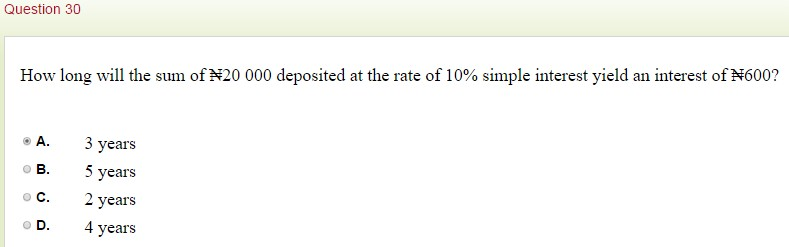 Question 30
How long will the sum of ₦20 000 deposited at the rate of 10% simple interest yield an interest of ₦600?
A. 3 years
B. 5 years
C. 2 years
D. 4 years